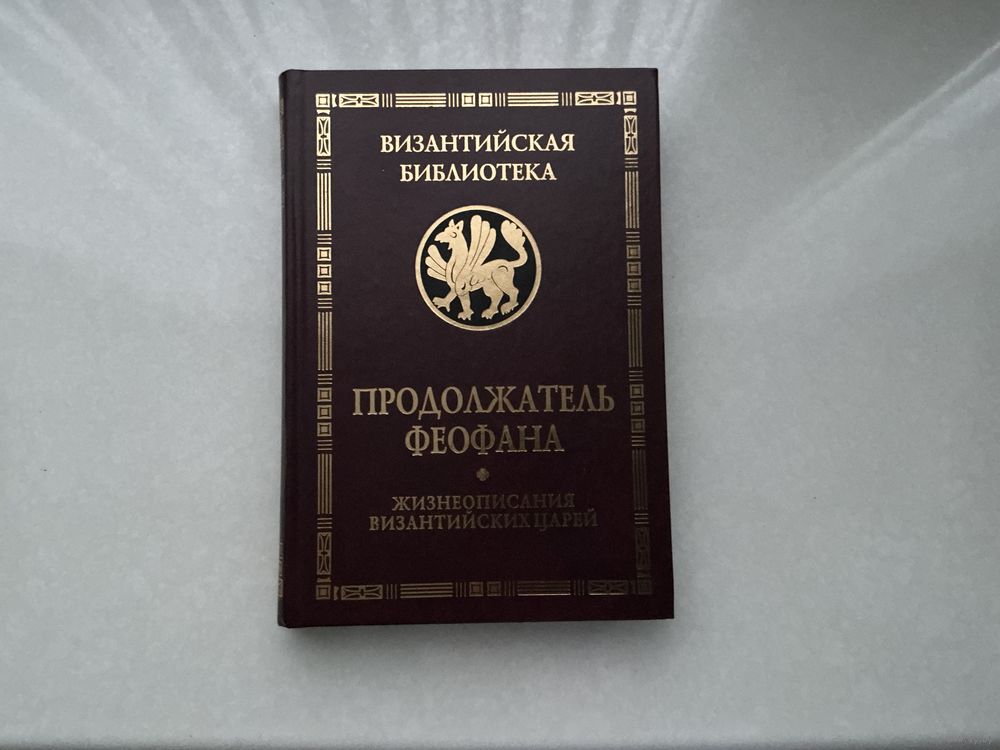 ВИЗАНТИЙСКАЯ
БИБЛИОТЕКА
ПРОДОЛЖАТЕЛЬ
ФЕОФАНА
ЖИЗНЕОПИСАНИЯ
ВИЗАНТИЙСКИХ ЦАРЕЙ